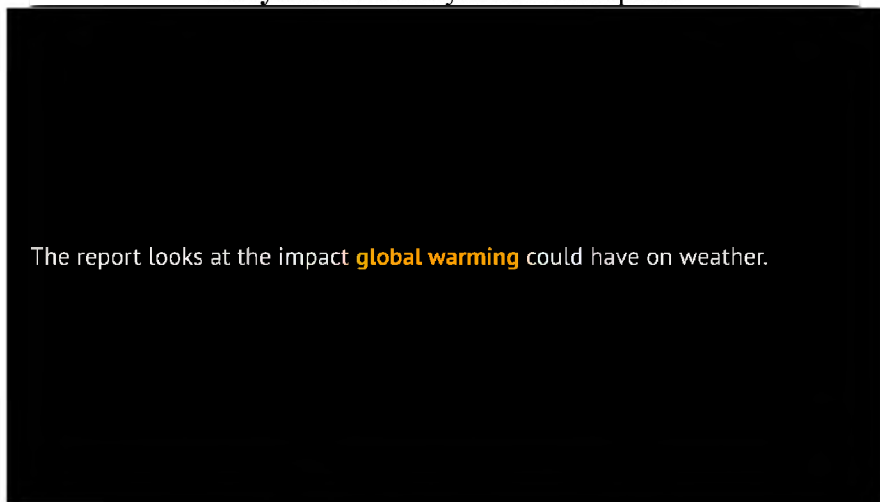 The report looks at the impact global warming could have on weather.